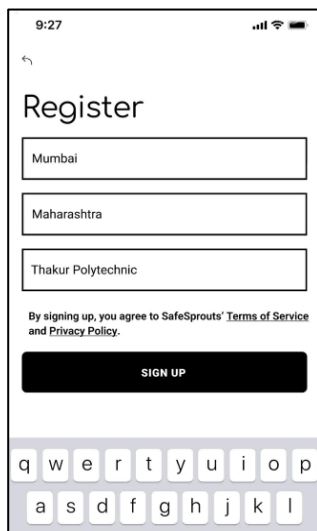 9:27
Register
Mumbai
Maharashtra
Thakur Polytechnic
By signing up, you agree to SafeSprouts' Terms of Service
and Privacy Policy.
SIGN UP
q w e r t y u i o p
a s d f g h j k l